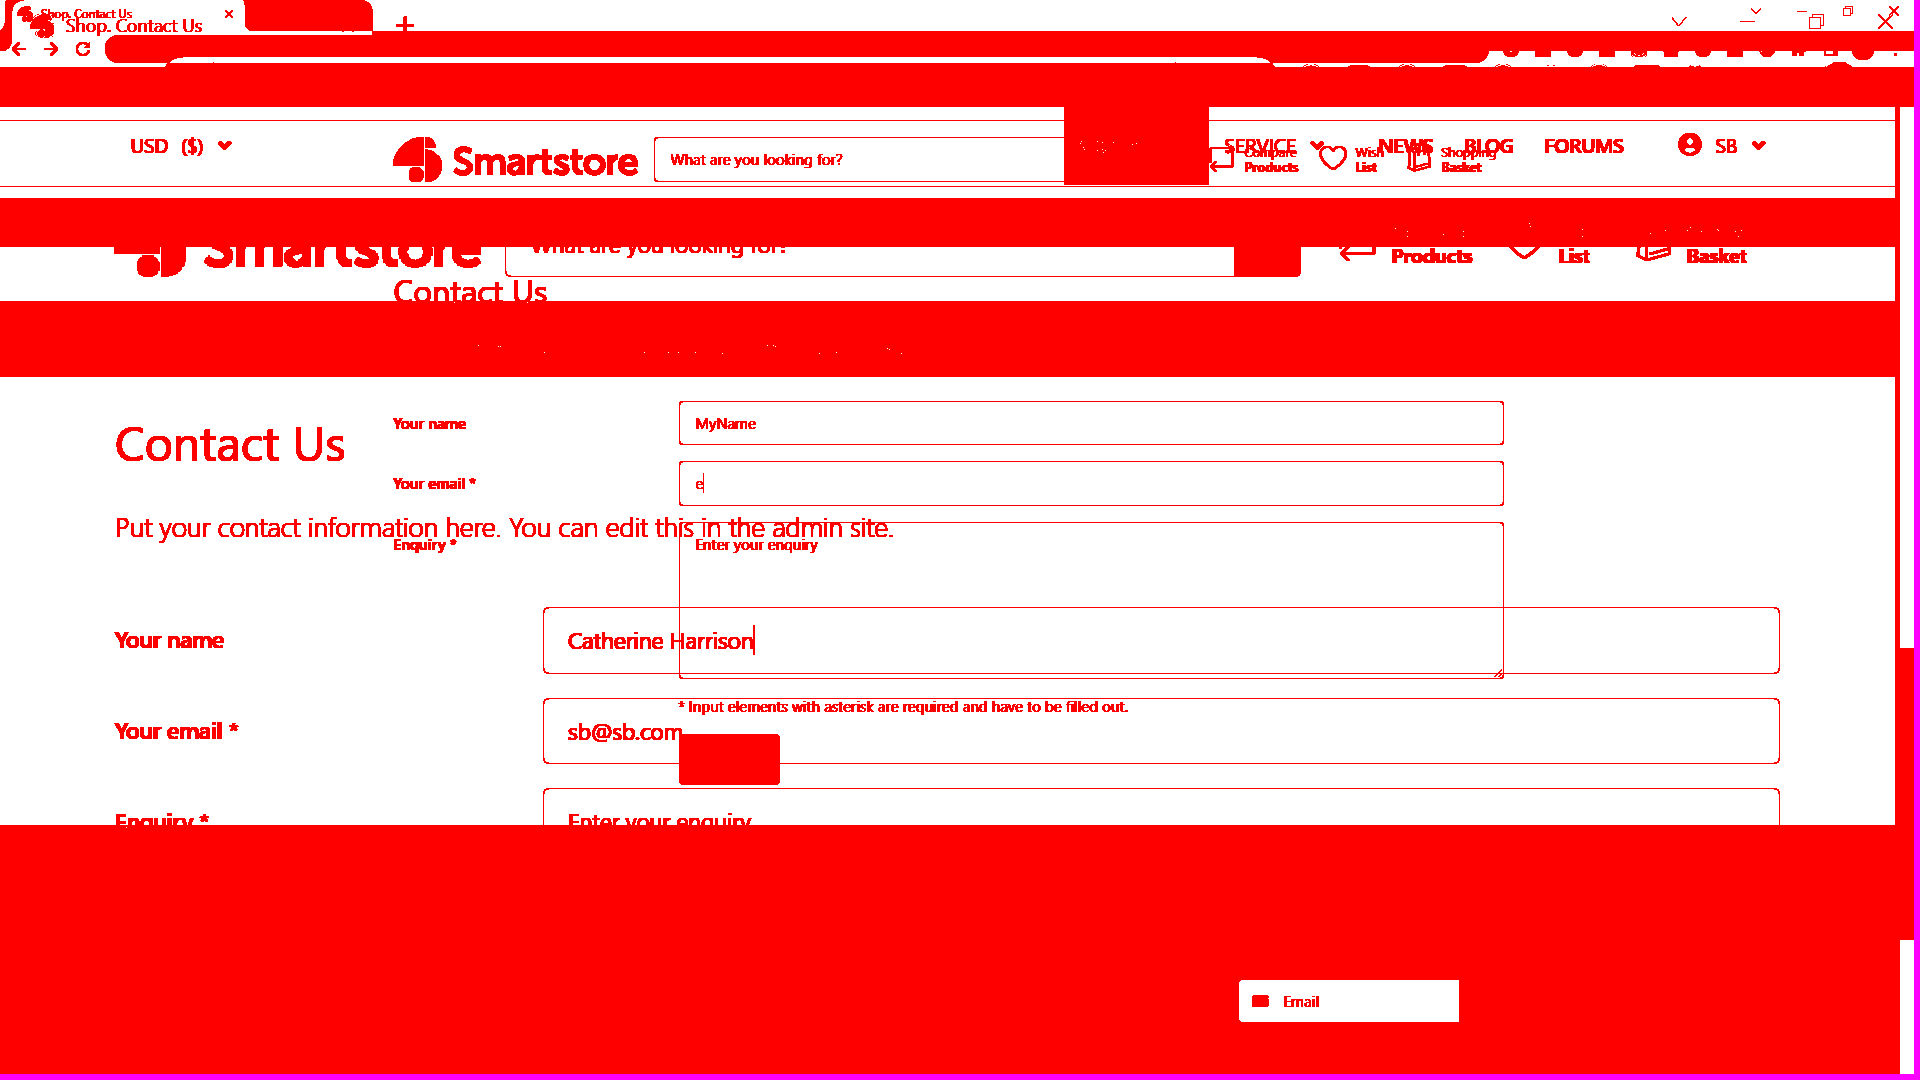 Shop. Contact Us
Shop. Contact Us
USD ($)
Smartstore
What are you looking for?
SERVICE
NEWS
BLOG
FORUMS
SB
Compare
Products
Wish
List
Shopping
Basket
Smartstore
What are you looking for?
Products
List
Basket
Contact Us
Your name
MyName
Contact Us
Your email *
e
Put your contact information here. You can edit this in the admin site.
Enquiry *
Enter your enquiry
Your name
Catherine Harrison
* Input elements with asterisk are required and have to be filled out.
Your email *
sb@sb.com
Enquiry *
Enter your enquiry
Email